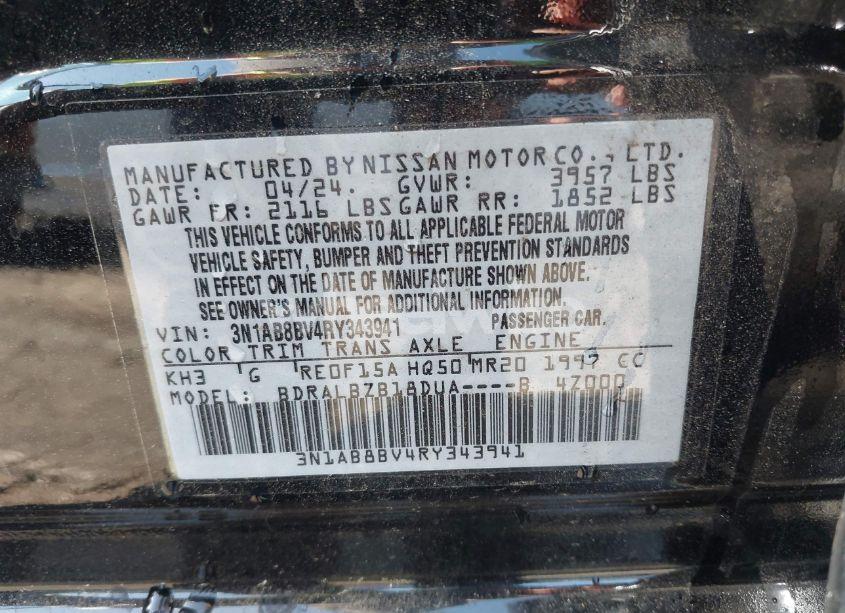 MANUFACTURED BY NISSAN MOTOR CO., LTD.
DATE: 04/24. GVWR: 3957 LBS
GAWR FR: 2116 LBS GAWR RR: 1852 LBS
THIS VEHICLE CONFORMS TO ALL APPLICABLE FEDERAL MOTOR
VEHICLE SAFETY, BUMPER AND THEFT PREVENTION STANDARDS
IN EFFECT ON THE DATE OF MANUFACTURE SHOWN ABOVE.
SEE OWNER'S MANUAL FOR ADDITIONAL INFORMATION.
VIN: 3N1AB8BV4RY343941 PASSENGER CAR.
COLOR TRIM TRANS AXLE ENGINE
KH3 G RE0F15A HQ50 MR20 1997 CC
MODEL: BDRALBZB18DUA----B 4Z000
3N1AB8BV4RY343941